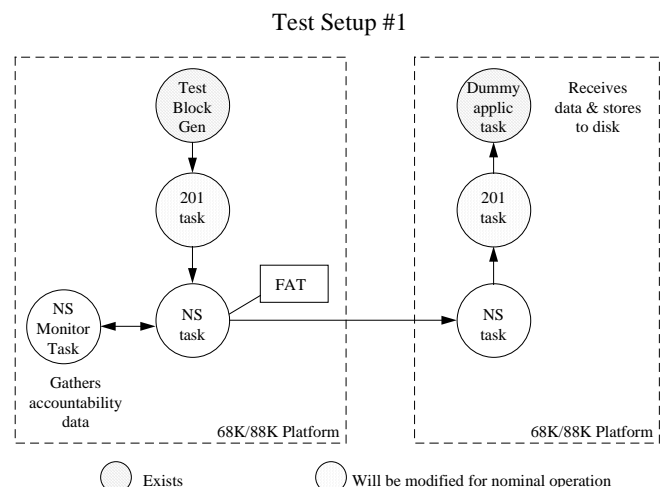 Test Setup #1
Test
Block
Gen
201
task
FAT
NS
Monitor
Task
NS
task
Gathers
accountability
data
68K/88K Platform
Dummy
applic
task
Receives
data & stores
to disk
201
task
NS
task
68K/88K Platform
Exists
Will be modified for nominal operation